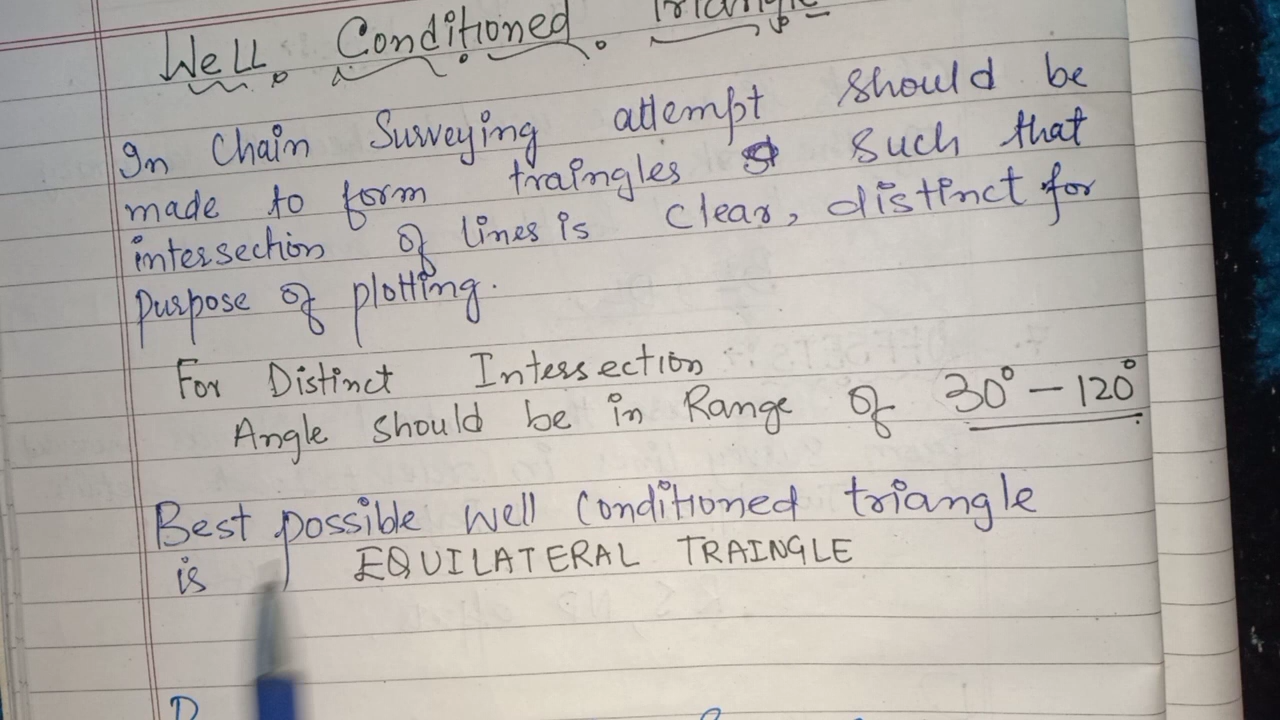 Well Conditioned Triangle
In Chain Surveying attempt should be
made to form traingles such that
intersection of lines is clear, distinct for
purpose of plotting.
For Distinct Intersection
Angle should be in Range of 30° - 120°
Best possible well Conditioned triangle
is EQUILATERAL TRAINGLE